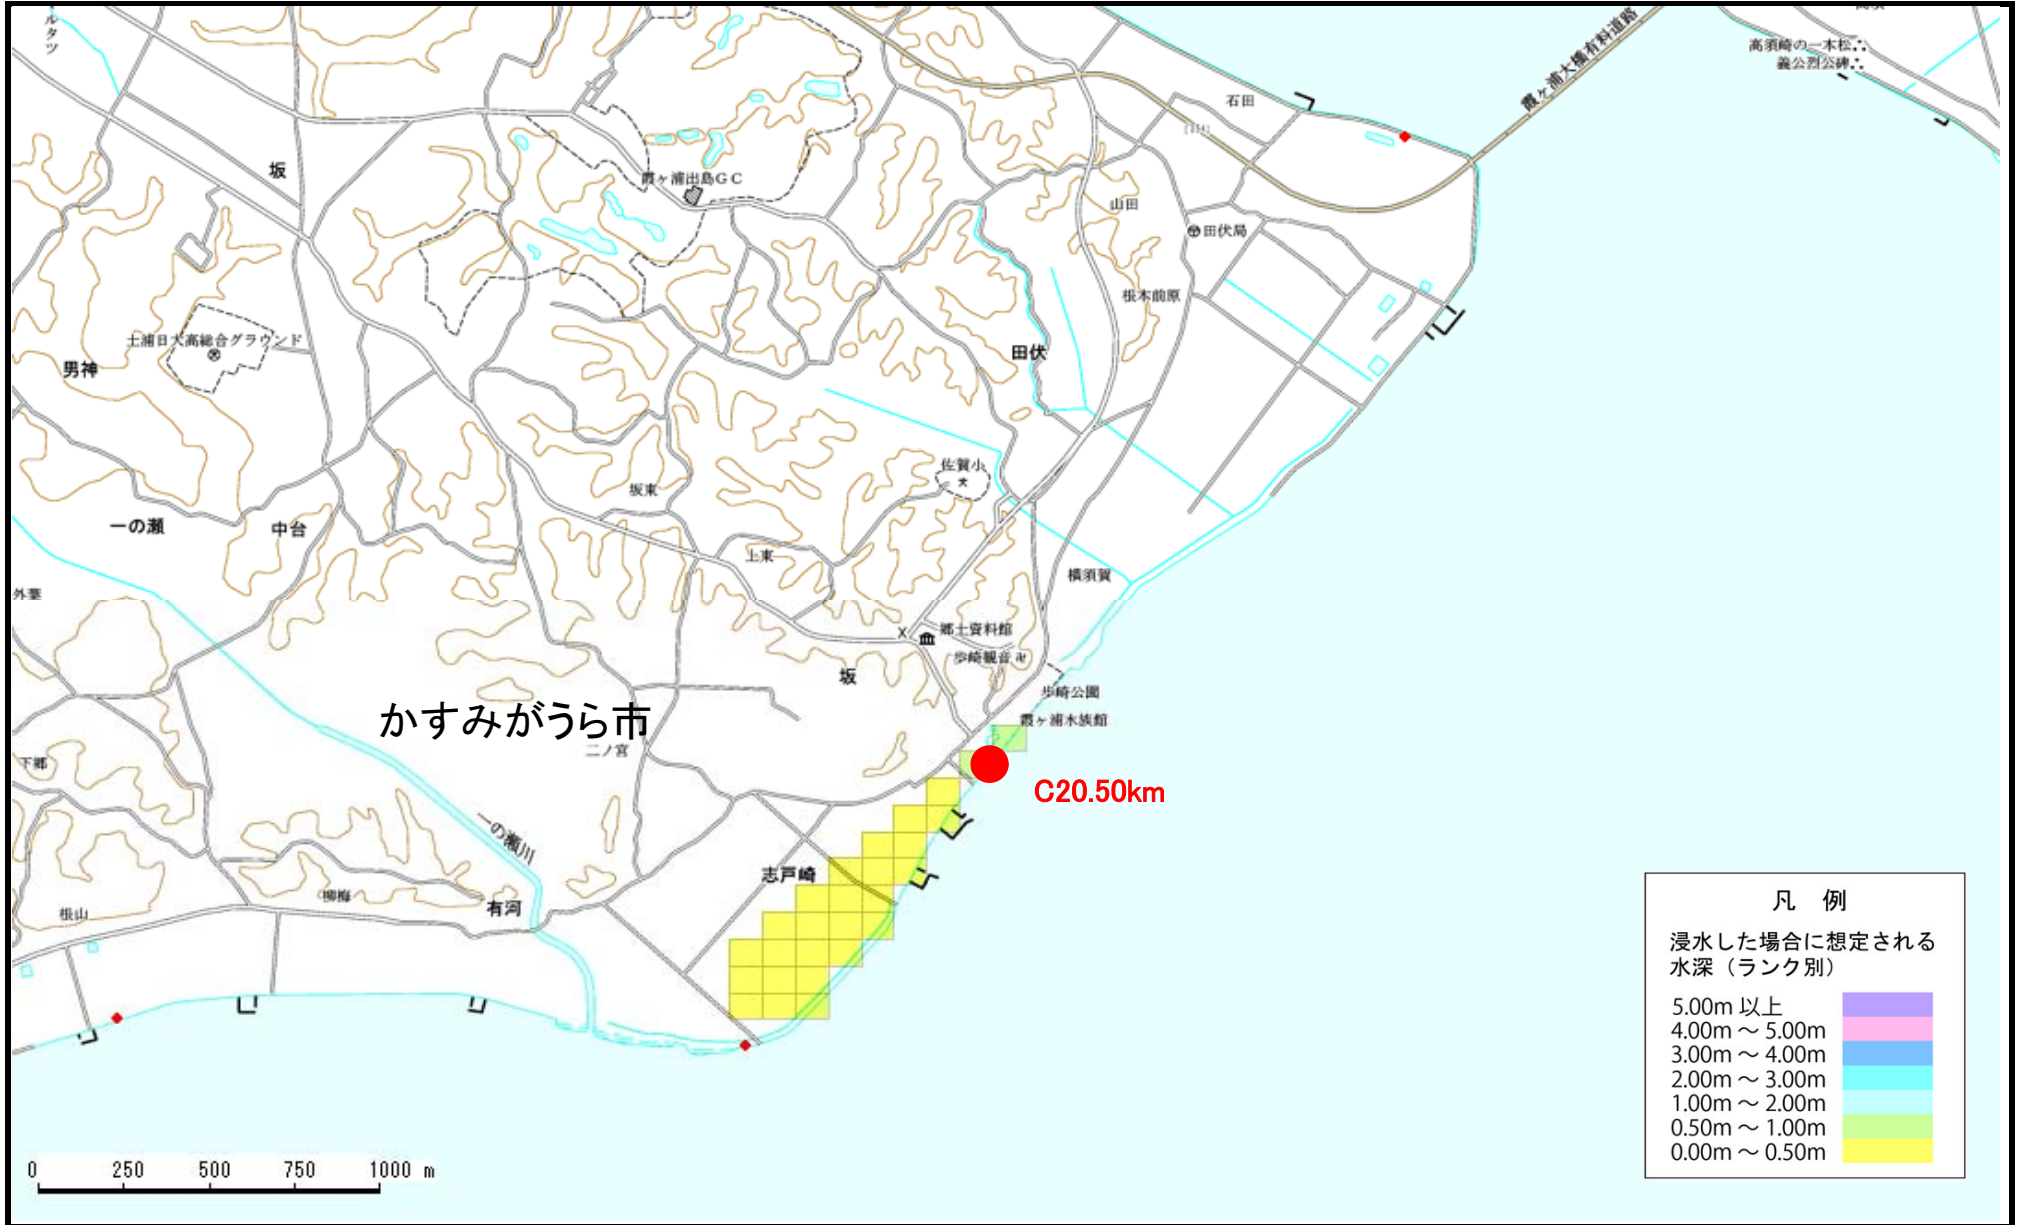 ルタツ
霞ヶ浦大橋有料道路
高須崎の一本松
義公烈公碑
石田
坂
霞ヶ浦出島GC
山田
田伏局
根木前原
土浦日大高総合グラウンド
男神
田伏
佐賀小
坂東
一の瀬
中台
上東
横須賀
外葉
郷土資料館
歩崎観音
坂
歩崎公園
霞ヶ浦水族館
かすみがうら市
二ノ宮
下郷
C20.50km
一の瀬川
志戸崎
柳梅
有河
根山
凡 例
浸水した場合に想定される
水深（ランク別）
5.00m 以上
4.00m ～ 5.00m
3.00m ～ 4.00m
2.00m ～ 3.00m
1.00m ～ 2.00m
0.50m ～ 1.00m
0.00m ～ 0.50m
0 250 500 750 1000 m